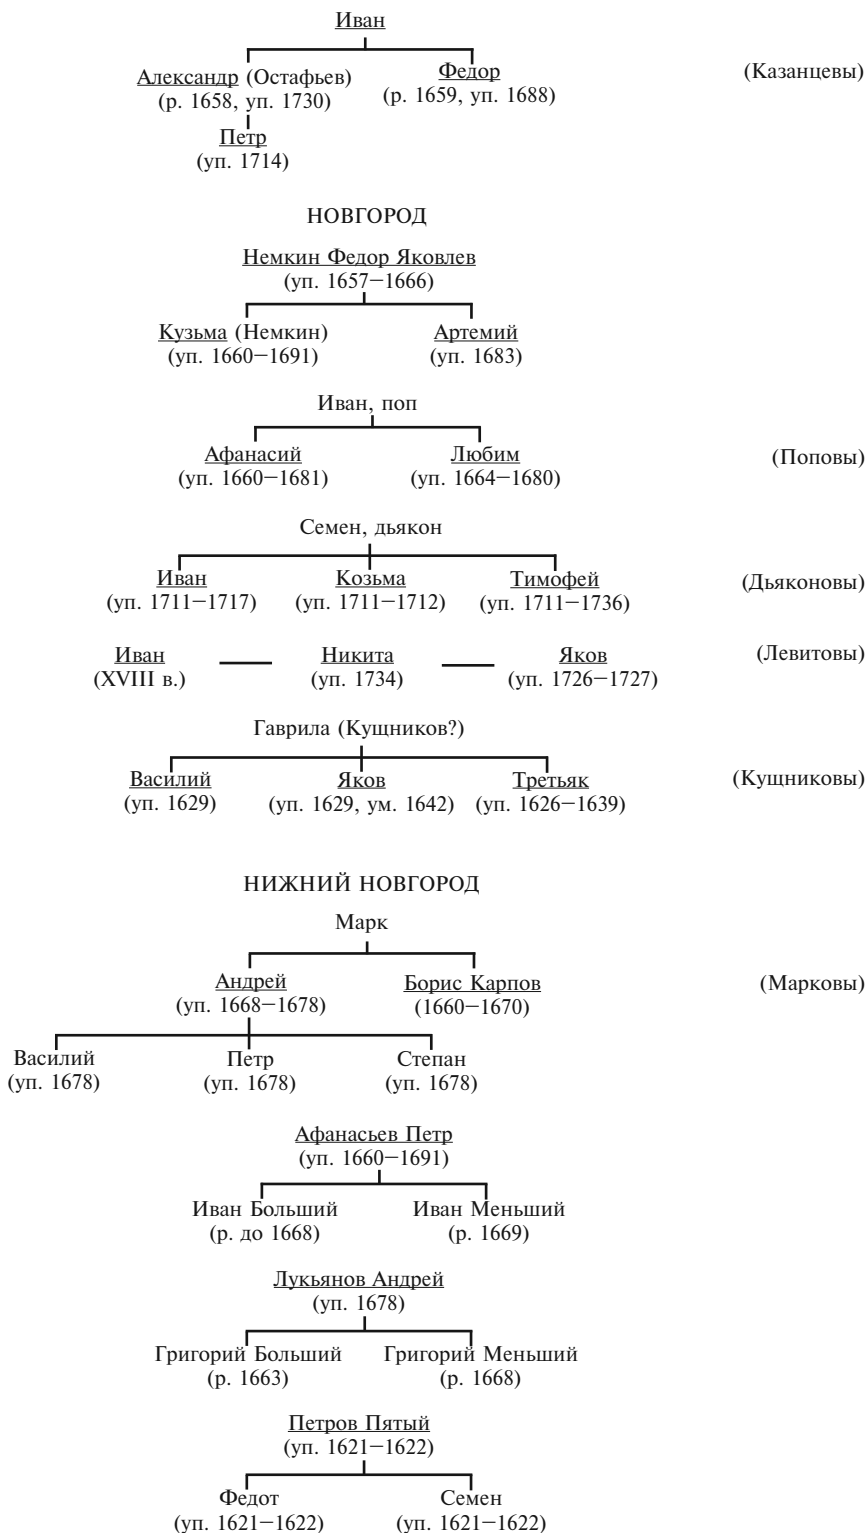 Иван
Александр (Остафьев) Федор (Казанцевы)
(р. 1658, уп. 1730) (р. 1659, уп. 1688)
Петр
(уп. 1714)
НОВГОРОД
Немкин Федор Яковлев
(уп. 1657–1666)
Кузьма (Немкин) Артемий
(уп. 1660–1691) (уп. 1683)
Иван, поп
Афанасий Любим (Поповы)
(уп. 1660–1681) (уп. 1664–1680)
Семен, дьякон
Иван Козьма Тимофей (Дьяконовы)
(уп. 1711–1717) (уп. 1711–1712) (уп. 1711–1736)
Иван Никита Яков (Левитовы)
(XVIII в.) (уп. 1734) (уп. 1726–1727)
Гаврила (Кущников?)
Василий Яков Третьяк (Кущниковы)
(уп. 1629) (уп. 1629, ум. 1642) (уп. 1626–1639)
НИЖНИЙ НОВГОРОД
Марк
Андрей Борис Карпов (Марковы)
(уп. 1668–1678) (1660–1670)
Василий Петр Степан
(уп. 1678) (уп. 1678) (уп. 1678)
Афанасьев Петр
(уп. 1660–1691)
Иван Больший Иван Меньший
(р. до 1668) (р. 1669)
Лукьянов Андрей
(уп. 1678)
Григорий Больший Григорий Меньший
(р. 1663) (р. 1668)
Петров Пятый
(уп. 1621–1622)
Федот Семен
(уп. 1621–1622) (уп. 1621–1622)